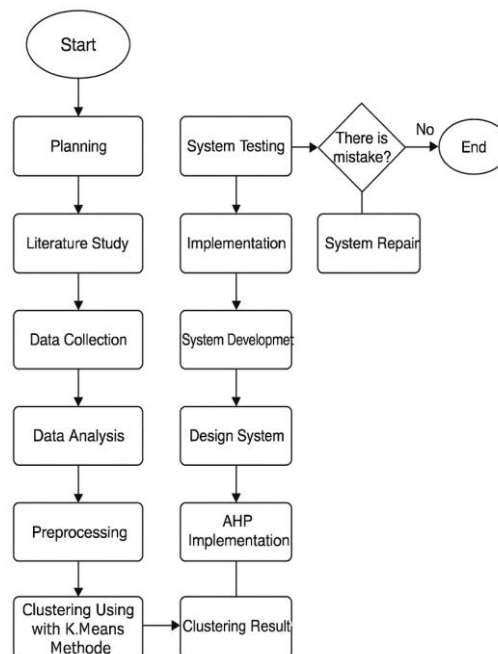 Start
Planning
Literature Study
Data Collection
Data Analysis
Preprocessing
Clustering Using
with K.Means
Methode
Clustering Result
AHP
Implementation
Design System
System Developmet
Implementation
System Testing
There is
mistake?
No
End
System Repair